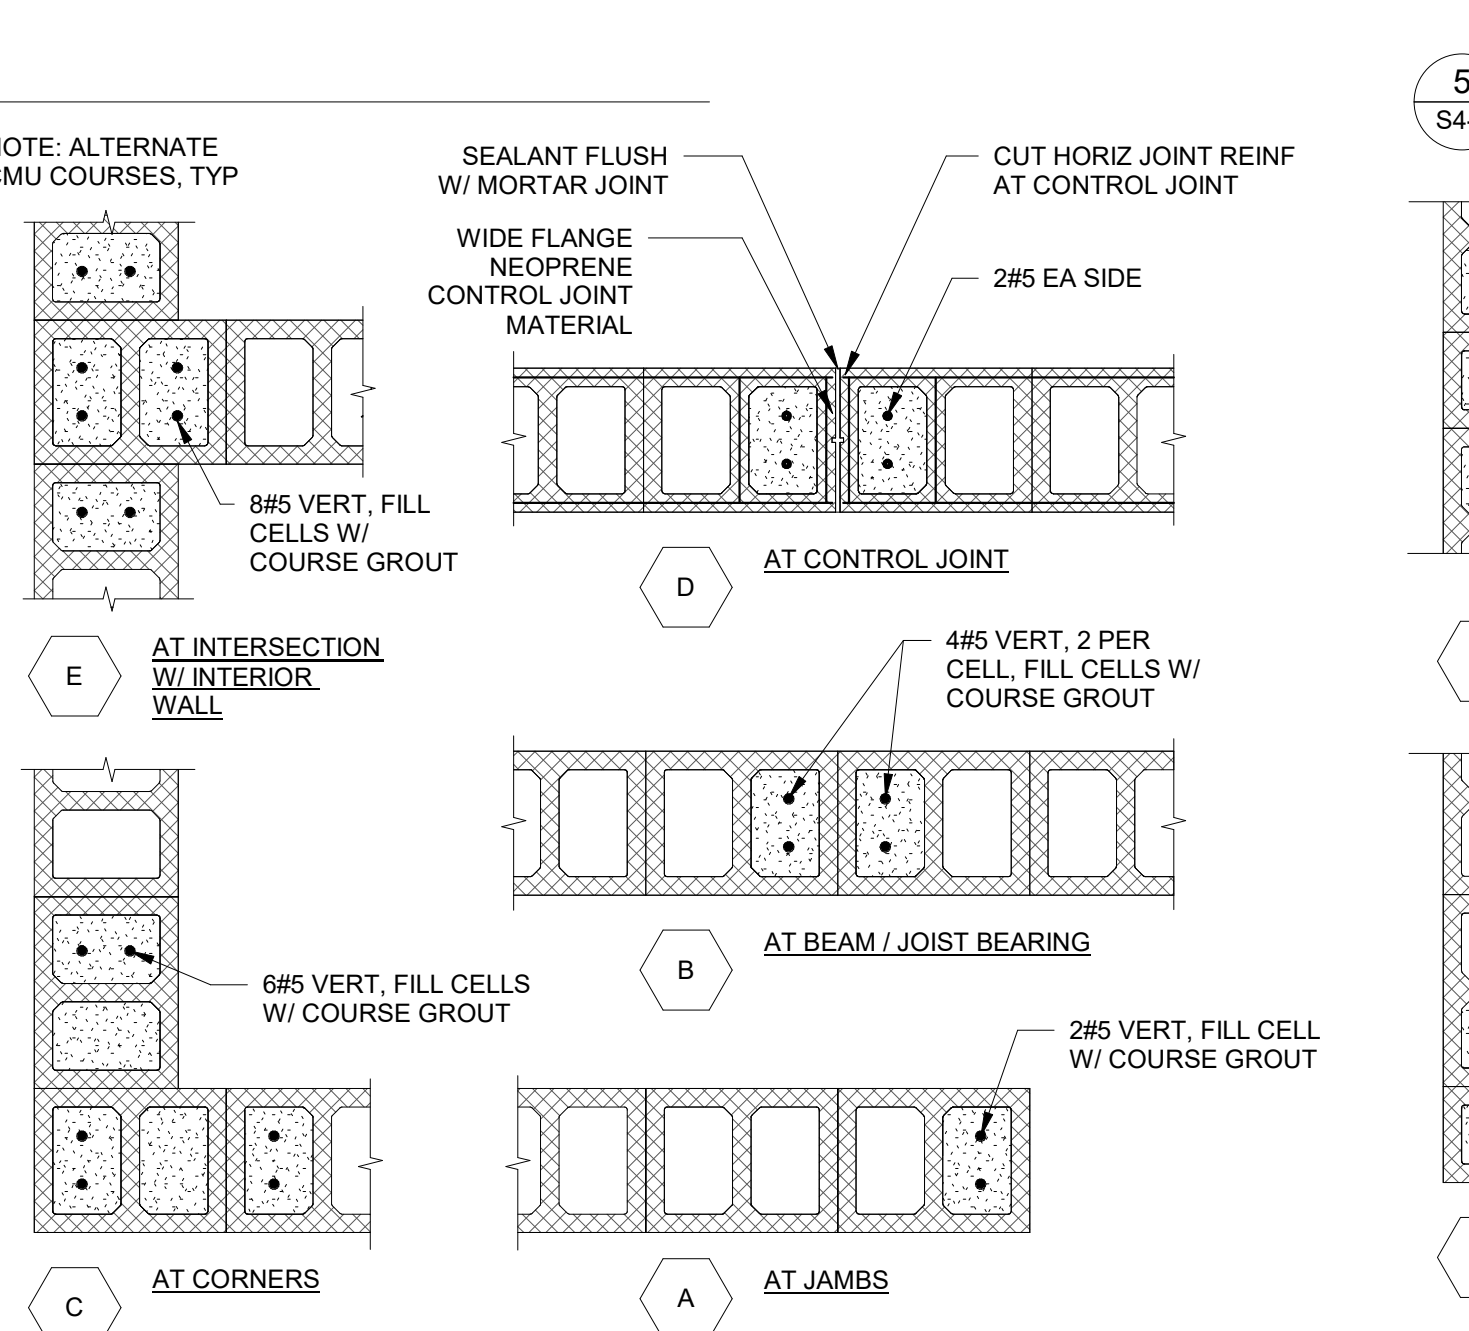 5
S4-
OTE: ALTERNATE
CMU COURSES, TYP
SEALANT FLUSH
W/ MORTAR JOINT
CUT HORIZ JOINT REINF
AT CONTROL JOINT
WIDE FLANGE
NEOPRENE
CONTROL JOINT
MATERIAL
2#5 EA SIDE
8#5 VERT, FILL
CELLS W/
COURSE GROUT
D
AT CONTROL JOINT
E
AT INTERSECTION
W/ INTERIOR
WALL
4#5 VERT, 2 PER
CELL, FILL CELLS W/
COURSE GROUT
B
AT BEAM / JOIST BEARING
6#5 VERT, FILL CELLS
W/ COURSE GROUT
2#5 VERT, FILL CELL
W/ COURSE GROUT
C
AT CORNERS
A
AT JAMBS